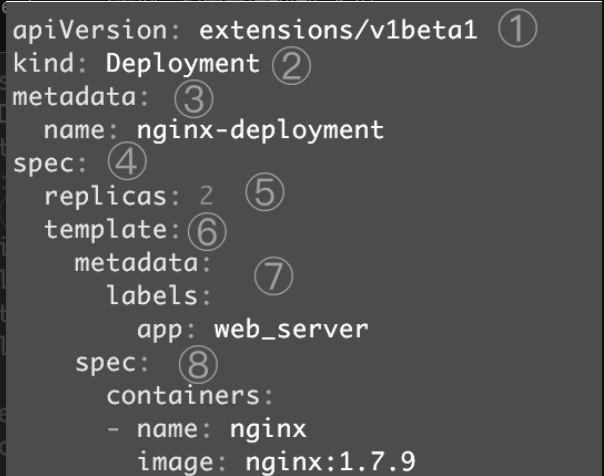 apiVersion: extensions/v1beta1 ①
kind: Deployment ②
metadata: ③
  name: nginx-deployment
spec: ④
  replicas: 2 ⑤
  template: ⑥
    metadata: ⑦
      labels:
        app: web_server
    spec: ⑧
      containers:
      - name: nginx
        image: nginx:1.7.9